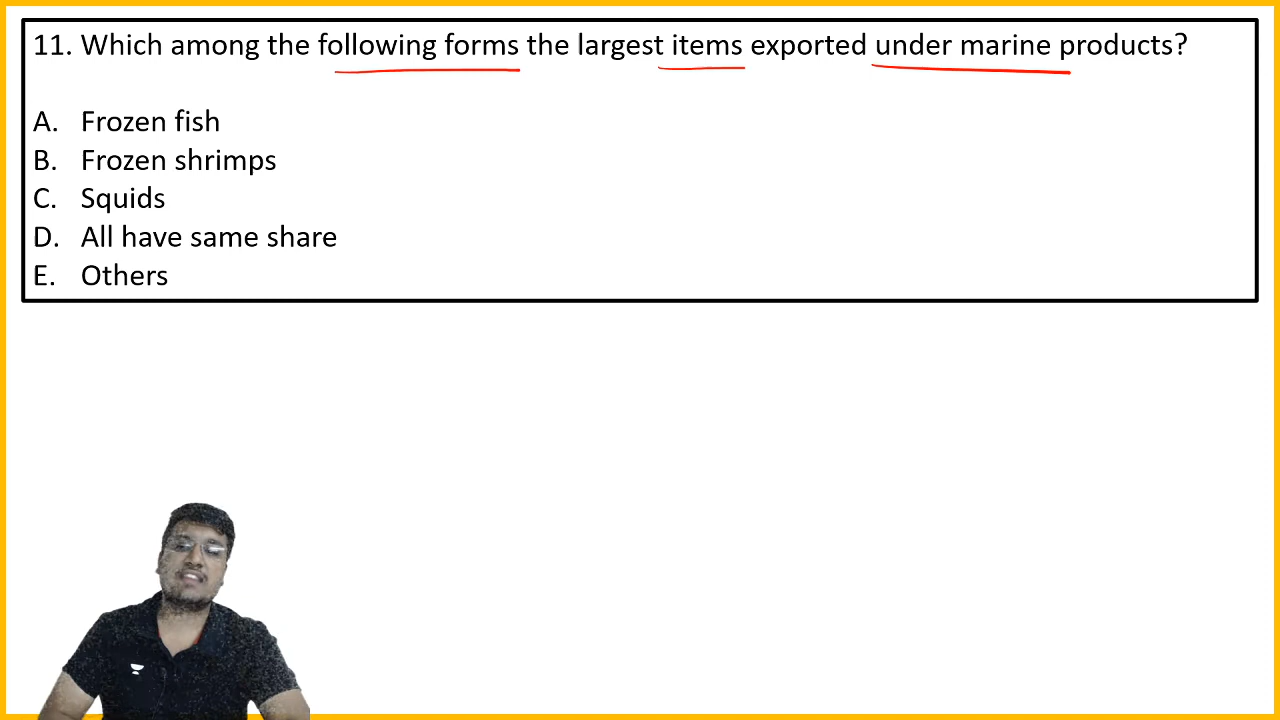 11. Which among the following forms the largest items exported under marine products?
A. Frozen fish
B. Frozen shrimps
C. Squids
D. All have same share
E. Others